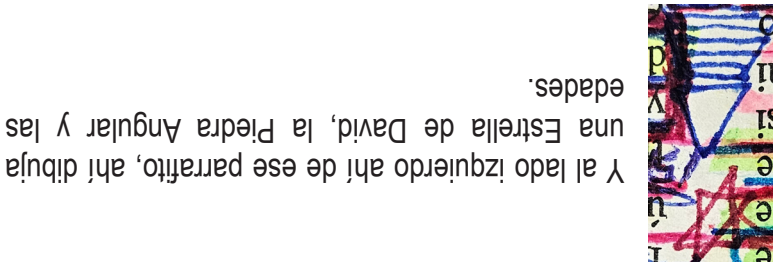 Y al lado izquierdo ahí de ese parrafito, ahí dibuja
una Estrella de David, la Piedra Angular y las
edades.